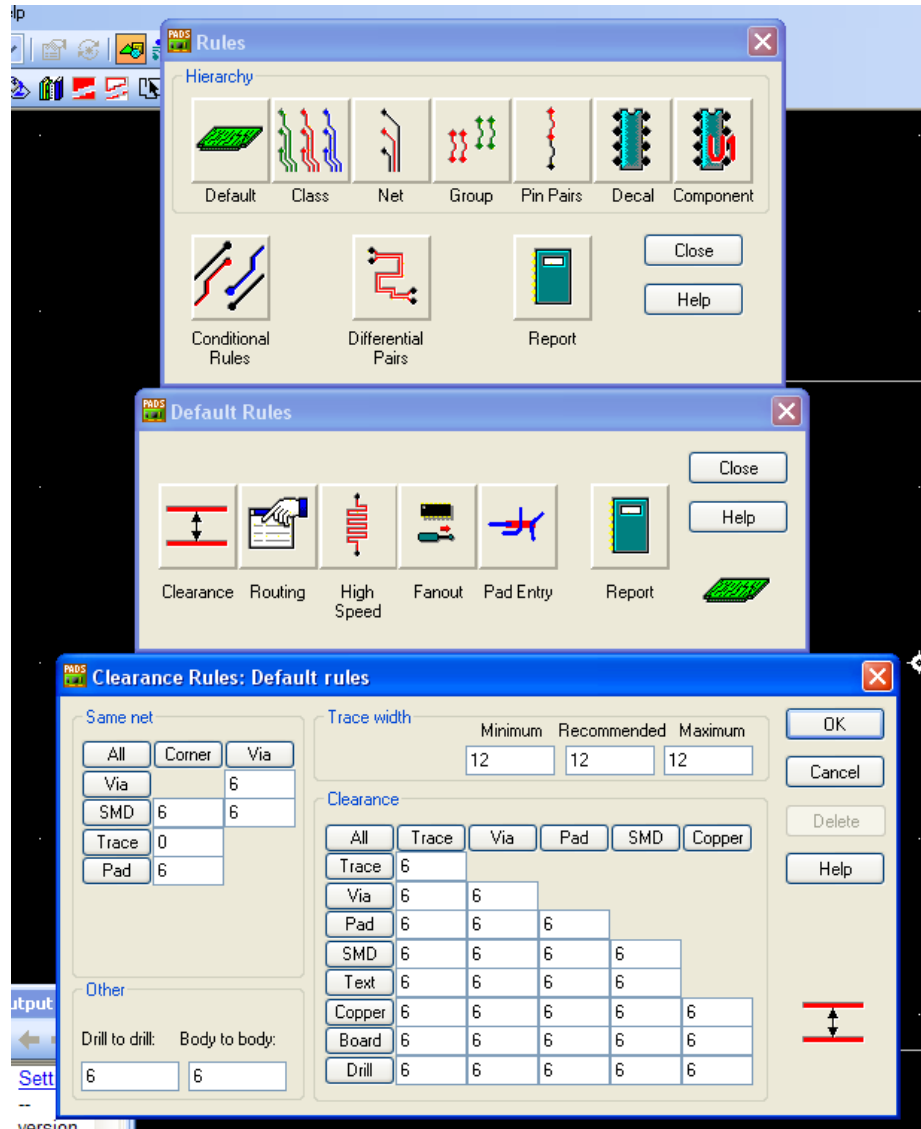 lp
PADS Rules
Hierarchy
Default Class Net Group Pin Pairs Decal Component
U1
Close
Help
Conditional Rules
Differential Pairs
Report
PADS Default Rules
Close
Help
Clearance Routing High Speed Fanout Pad Entry Report
PADS Clearance Rules: Default rules
Same net
All Corner Via
Via 6
SMD 6 6
Trace 0
Pad 6
Other
Drill to drill: Body to body:
6 6
Trace width
Minimum Recommended Maximum
12 12 12
Clearance
All Trace Via Pad SMD Copper
Trace 6
Via 6 6
Pad 6 6 6
SMD 6 6 6 6
Text 6 6 6 6
Copper 6 6 6 6 6
Board 6 6 6 6 6
Drill 6 6 6 6 6
OK
Cancel
Delete
Help
utput
Sett
--
version